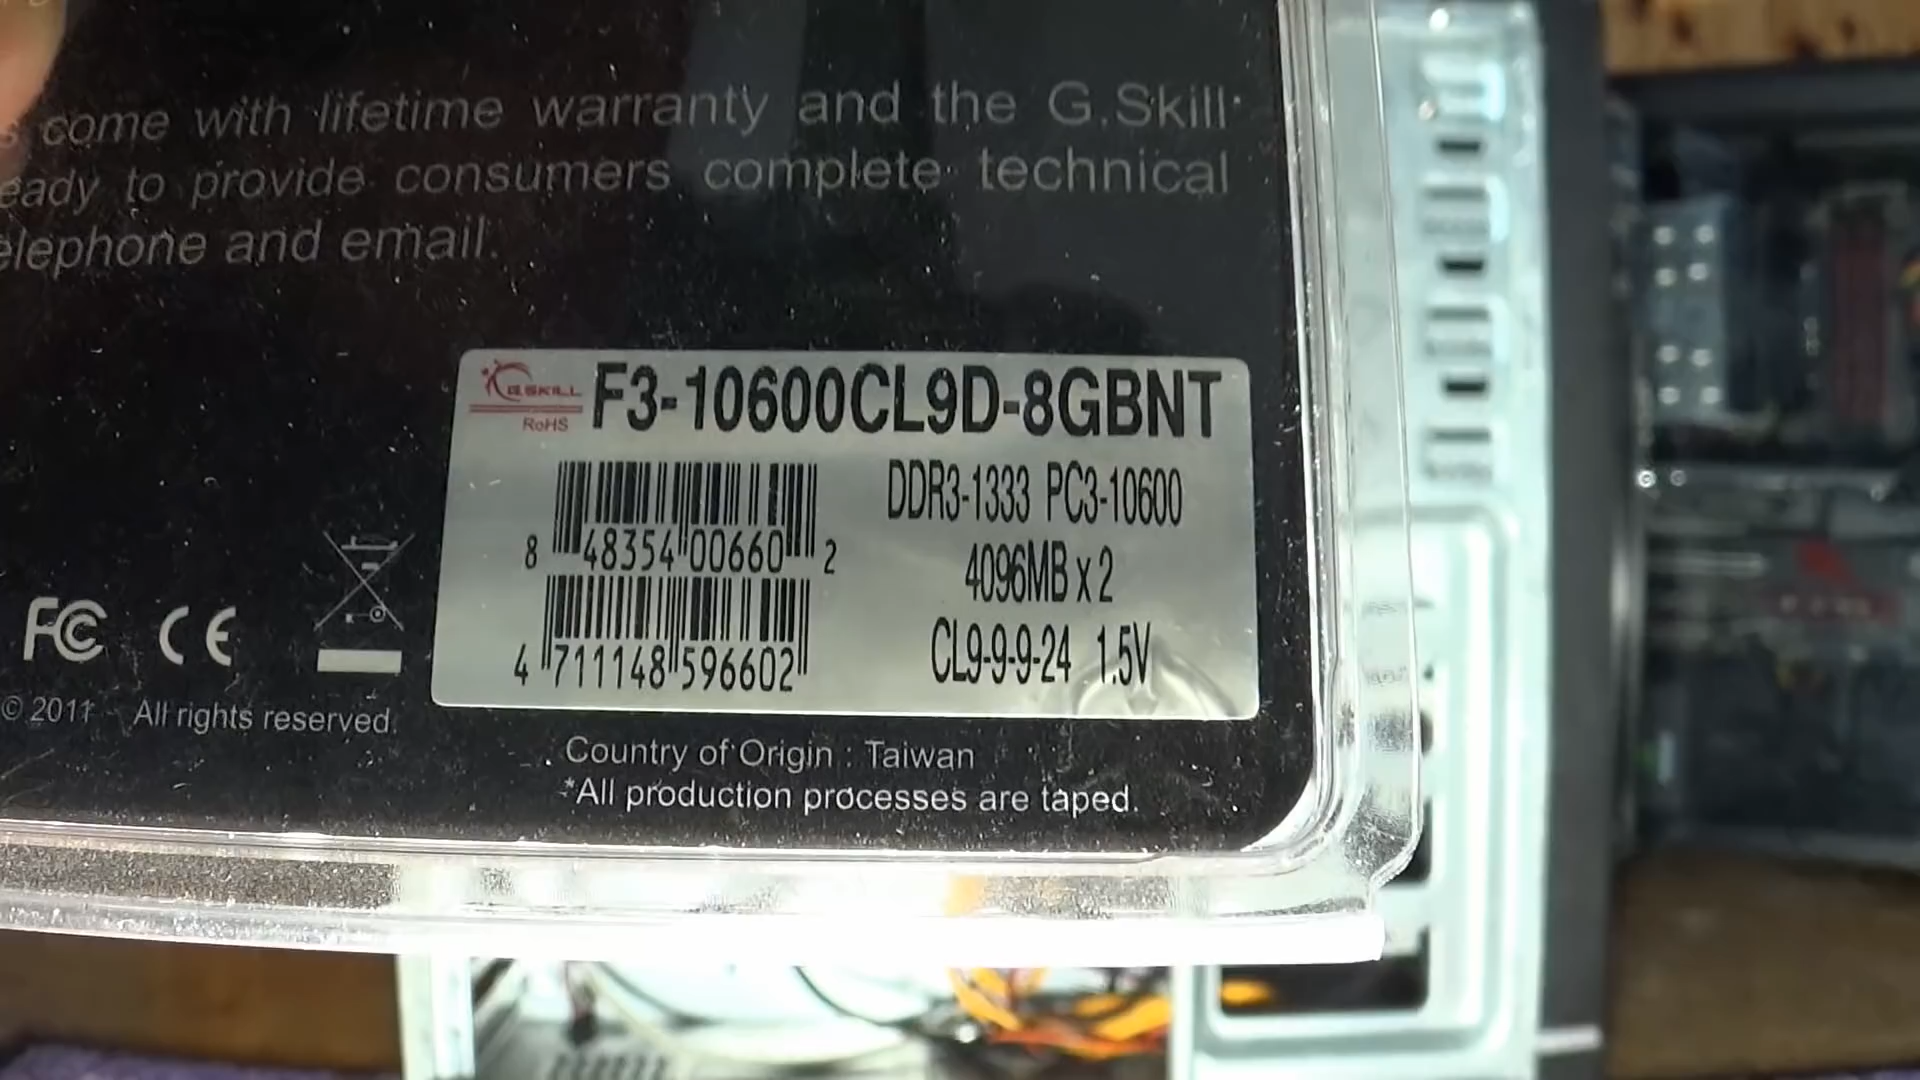 come with lifetime warranty and the G.Skill
eady to provide consumers complete technical
elephone and email.
G.SKILL
RoHS
F3-10600CL9D-8GBNT
DDR3-1333 PC3-10600
8 48354 00660 2
4096MB x 2
CL9-9-9-24 1.5V
4 711148 596602
FC CE
© 2011 All rights reserved.
Country of Origin : Taiwan
*All production processes are taped.